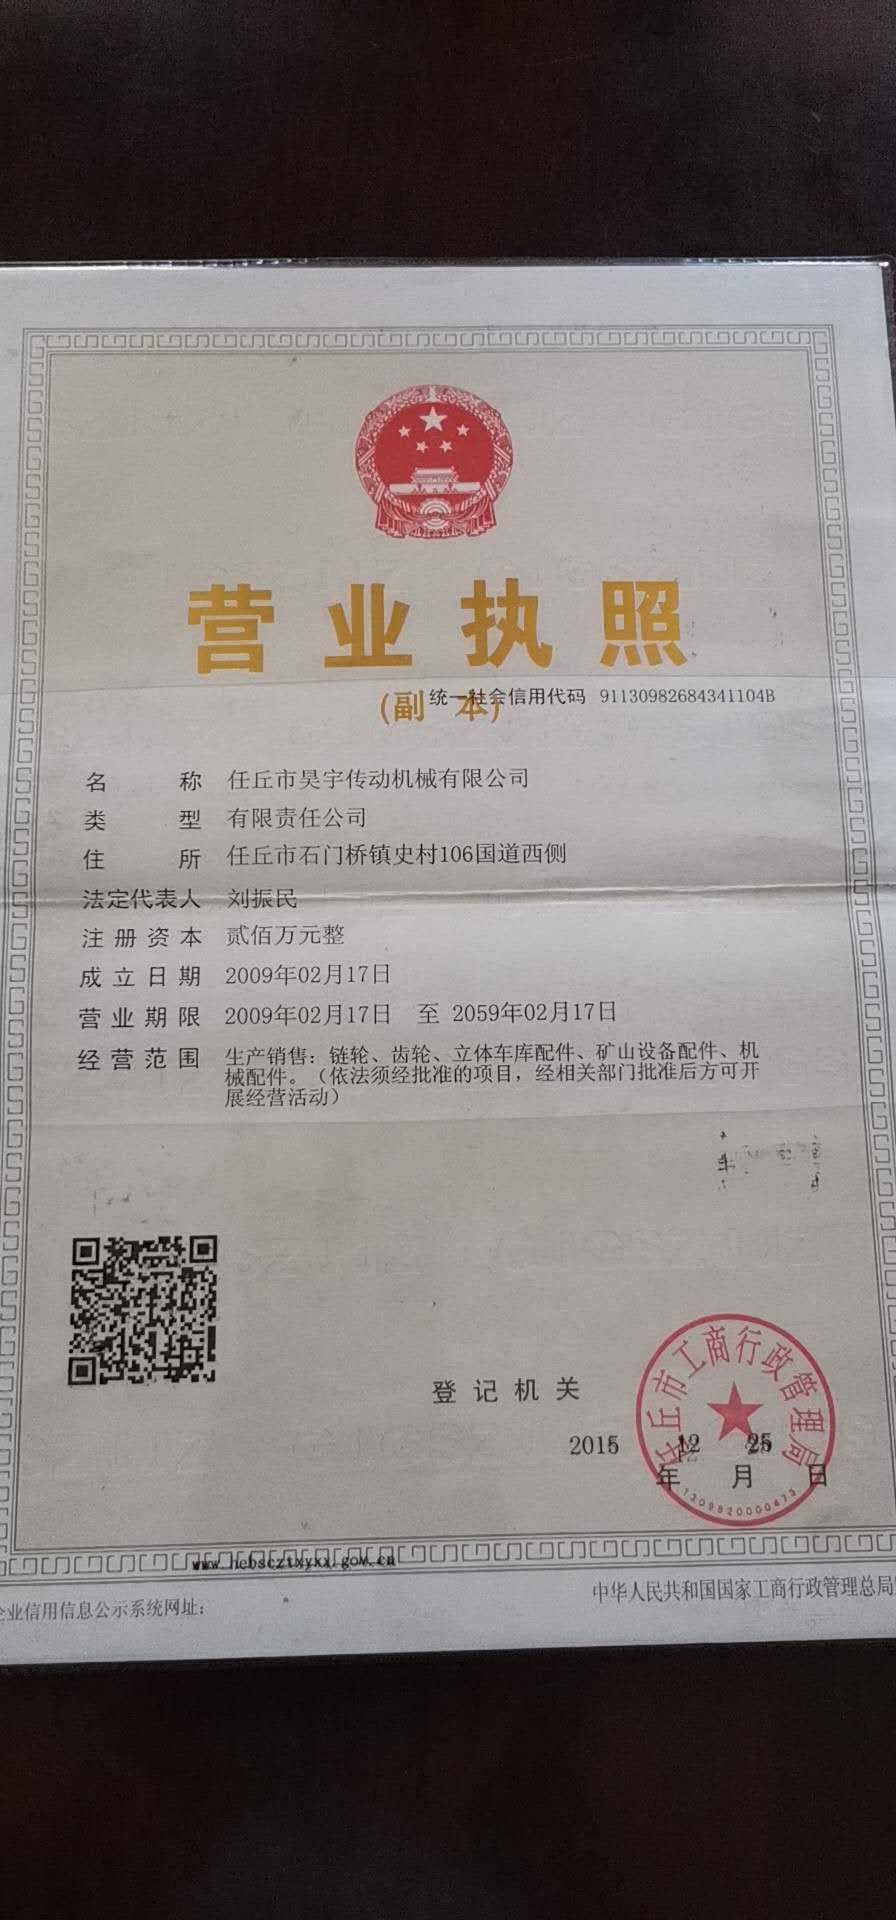 营业执照
(副本)
统一社会信用代码 91130982684341104B
名称 任丘市昊宇传动机械有限公司
类型 有限责任公司
住所 任丘市石门桥镇史村106国道西侧
法定代表人 刘振民
注册资本 贰佰万元整
成立日期 2009年02月17日
营业期限 2009年02月17日 至 2059年02月17日
经营范围 生产销售：链轮、齿轮、立体车库配件、矿山设备配件、机
械配件。（依法须经批准的项目，经相关部门批准后方可开
展经营活动）
登记机关
任丘市工商行政管理局
2015 12 25
年 月 日
1309820000473
www.hebscztxyxx.gov.cn
企业信用信息公示系统网址：
中华人民共和国国家工商行政管理总局